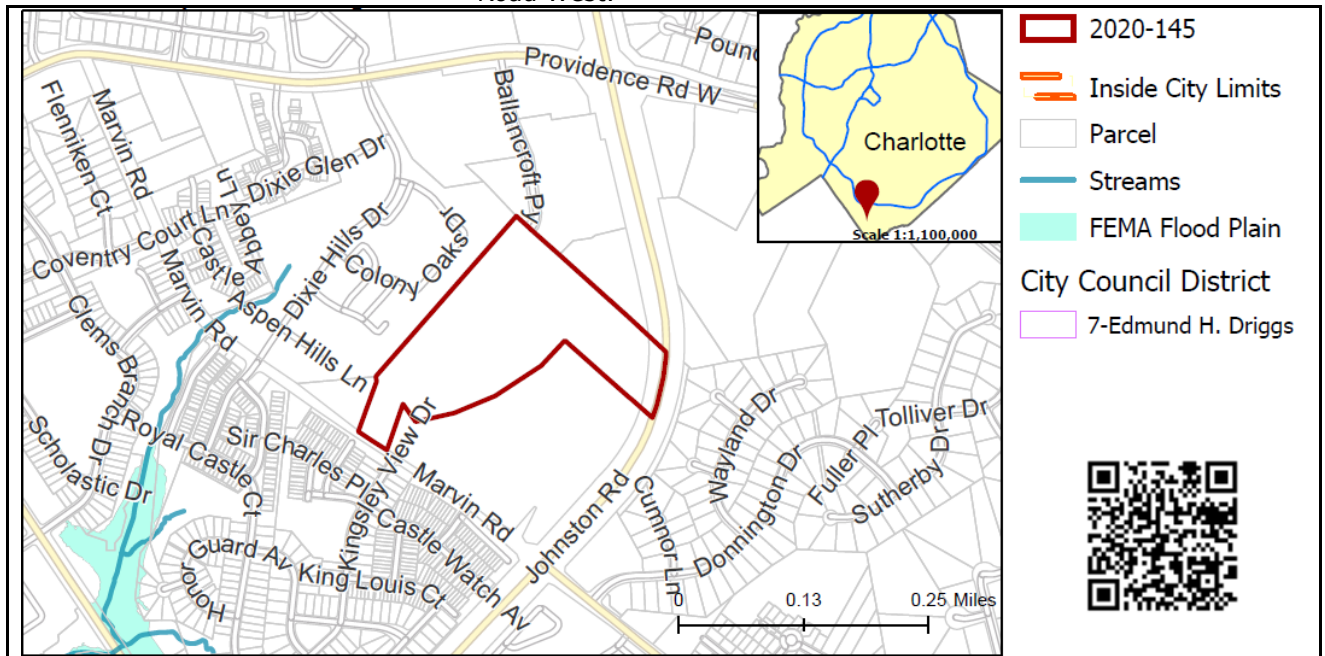 Road West.
Providence Rd W
Ballancroft Py
Flenniken Ct
Marvin Rd
Dixie Glen Dr
Abbey Ln
Coventry Court Ln
Castle
Dixie Hills Dr
Colony Oaks Dr
Marvin Rd
Aspen Hills Ln
Clems Branch Dr
Royal Castle Ct
Scholastic Dr
Sir Charles Pl
Kingsley View Dr
Marvin Rd
Castle Watch Av
Guard Av
King Louis Ct
Honor
Johnston Rd
Cumnor Ln
Wayland Dr
Donnington Dr
Fuller Pl
Tolliver Dr
Sutherby Dr
0 0.13 0.25 Miles
Charlotte
Scale 1:1,100,000
2020-145
Inside City Limits
Parcel
Streams
FEMA Flood Plain
City Council District
7-Edmund H. Driggs